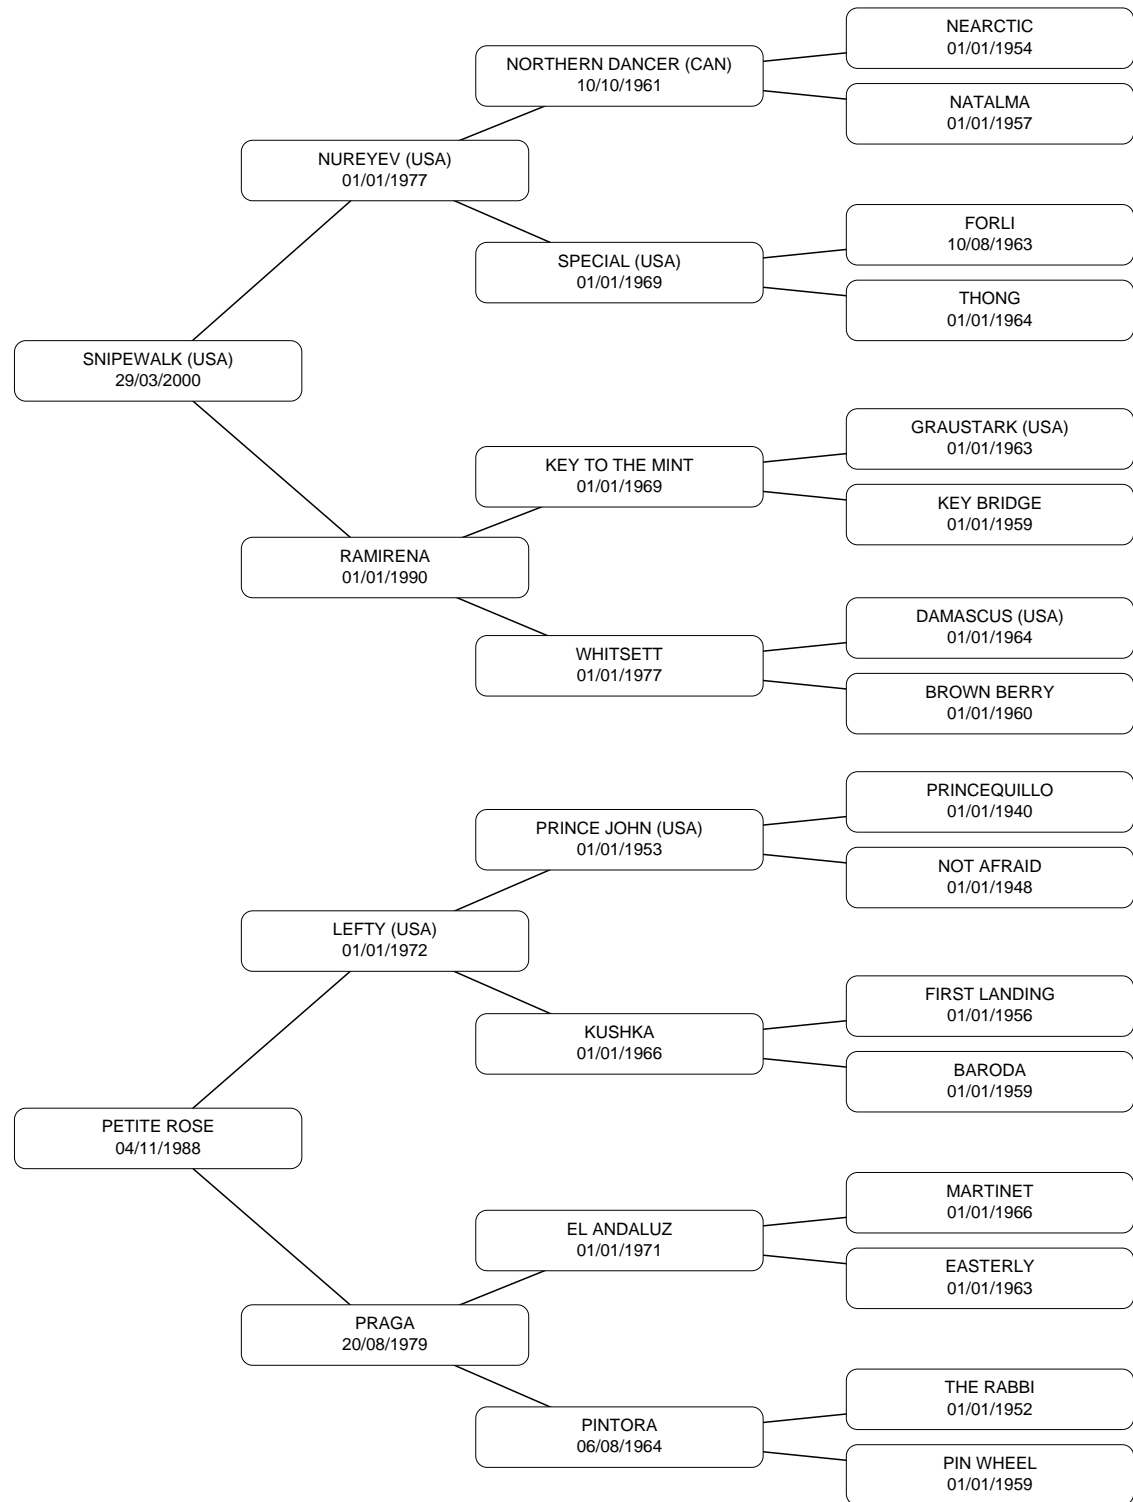 NEARCTIC
01/01/1954
NORTHERN DANCER (CAN)
10/10/1961
NATALMA
01/01/1957
NUREYEV (USA)
01/01/1977
FORLI
10/08/1963
SPECIAL (USA)
01/01/1969
THONG
01/01/1964
SNIPEWALK (USA)
29/03/2000
GRAUSTARK (USA)
01/01/1963
KEY TO THE MINT
01/01/1969
KEY BRIDGE
01/01/1959
RAMIRENA
01/01/1990
DAMASCUS (USA)
01/01/1964
WHITSETT
01/01/1977
BROWN BERRY
01/01/1960
PRINCEQUILLO
01/01/1940
PRINCE JOHN (USA)
01/01/1953
NOT AFRAID
01/01/1948
LEFTY (USA)
01/01/1972
FIRST LANDING
01/01/1956
KUSHKA
01/01/1966
BARODA
01/01/1959
PETITE ROSE
04/11/1988
MARTINET
01/01/1966
EL ANDALUZ
01/01/1971
EASTERLY
01/01/1963
PRAGA
20/08/1979
THE RABBI
01/01/1952
PINTORA
06/08/1964
PIN WHEEL
01/01/1959